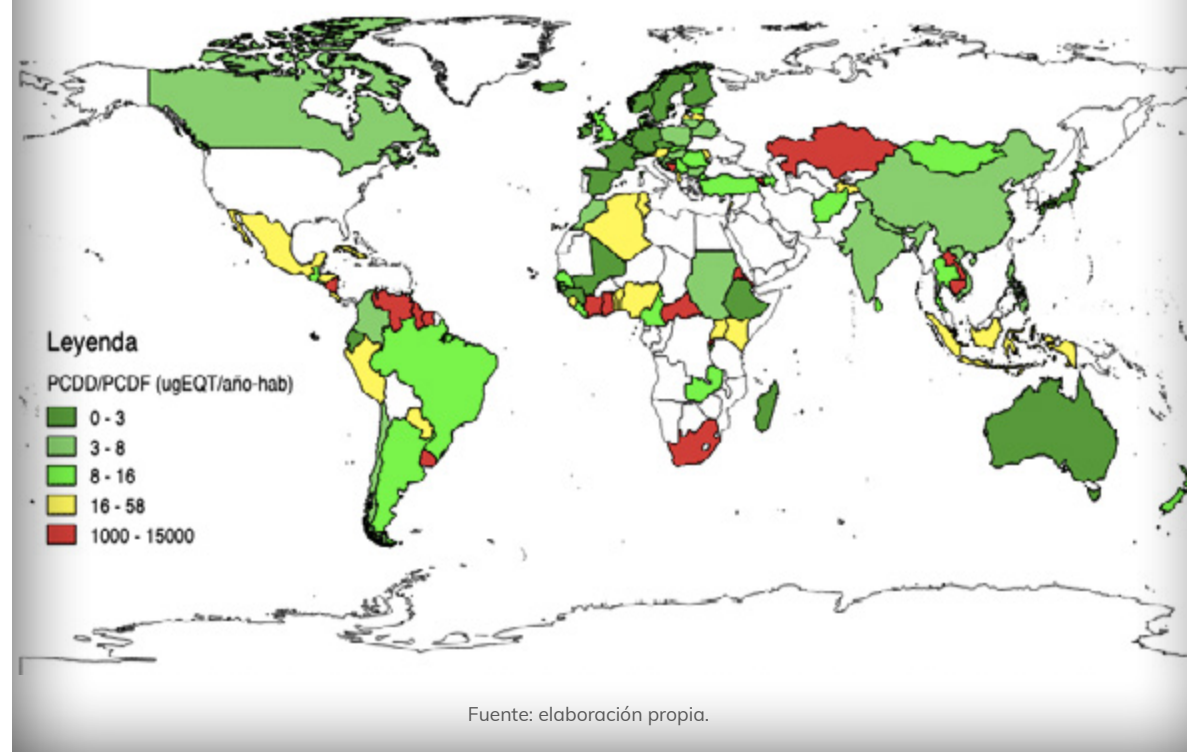 Leyenda
PCDD/PCDF (ugEQT/año-hab)
0 - 3
3 - 8
8 - 16
16 - 58
1000 - 15000
Fuente: elaboración propia.